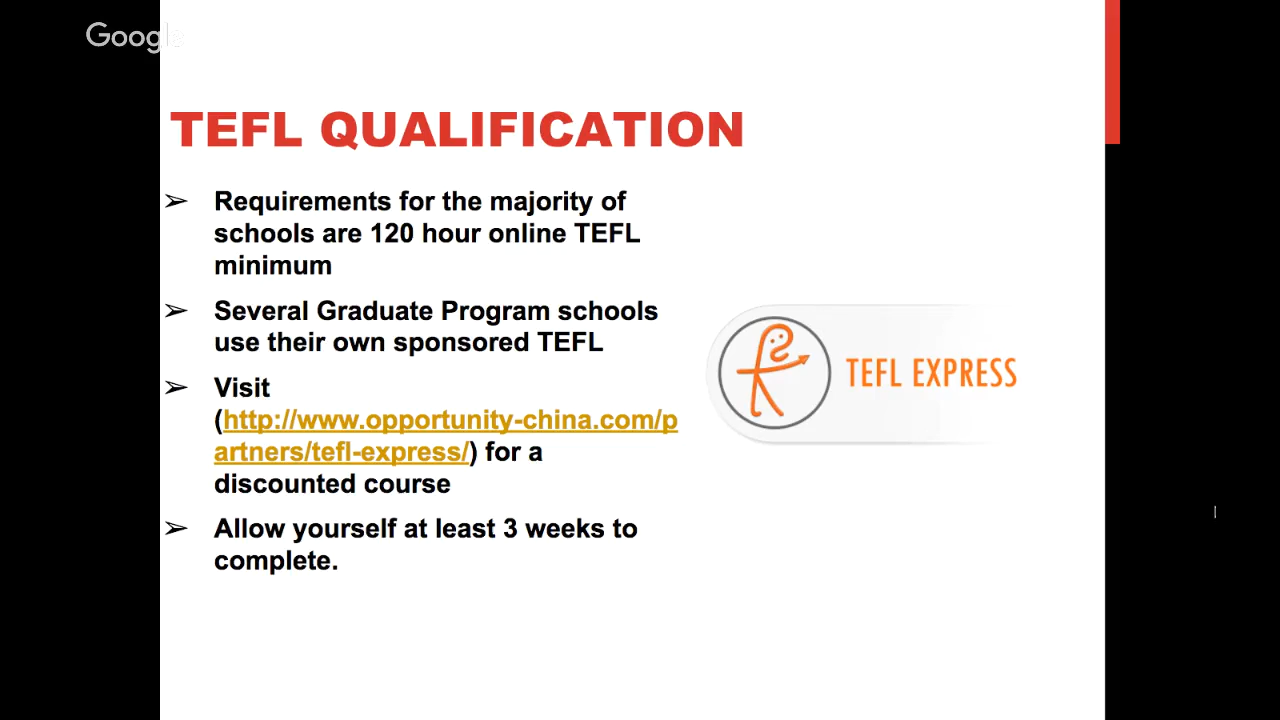 Google
TEFL QUALIFICATION
➢ Requirements for the majority of
schools are 120 hour online TEFL
minimum
➢ Several Graduate Program schools
use their own sponsored TEFL
➢ Visit
(http://www.opportunity-china.com/p
artners/tefl-express/) for a
discounted course
➢ Allow yourself at least 3 weeks to
complete.
TEFL EXPRESS